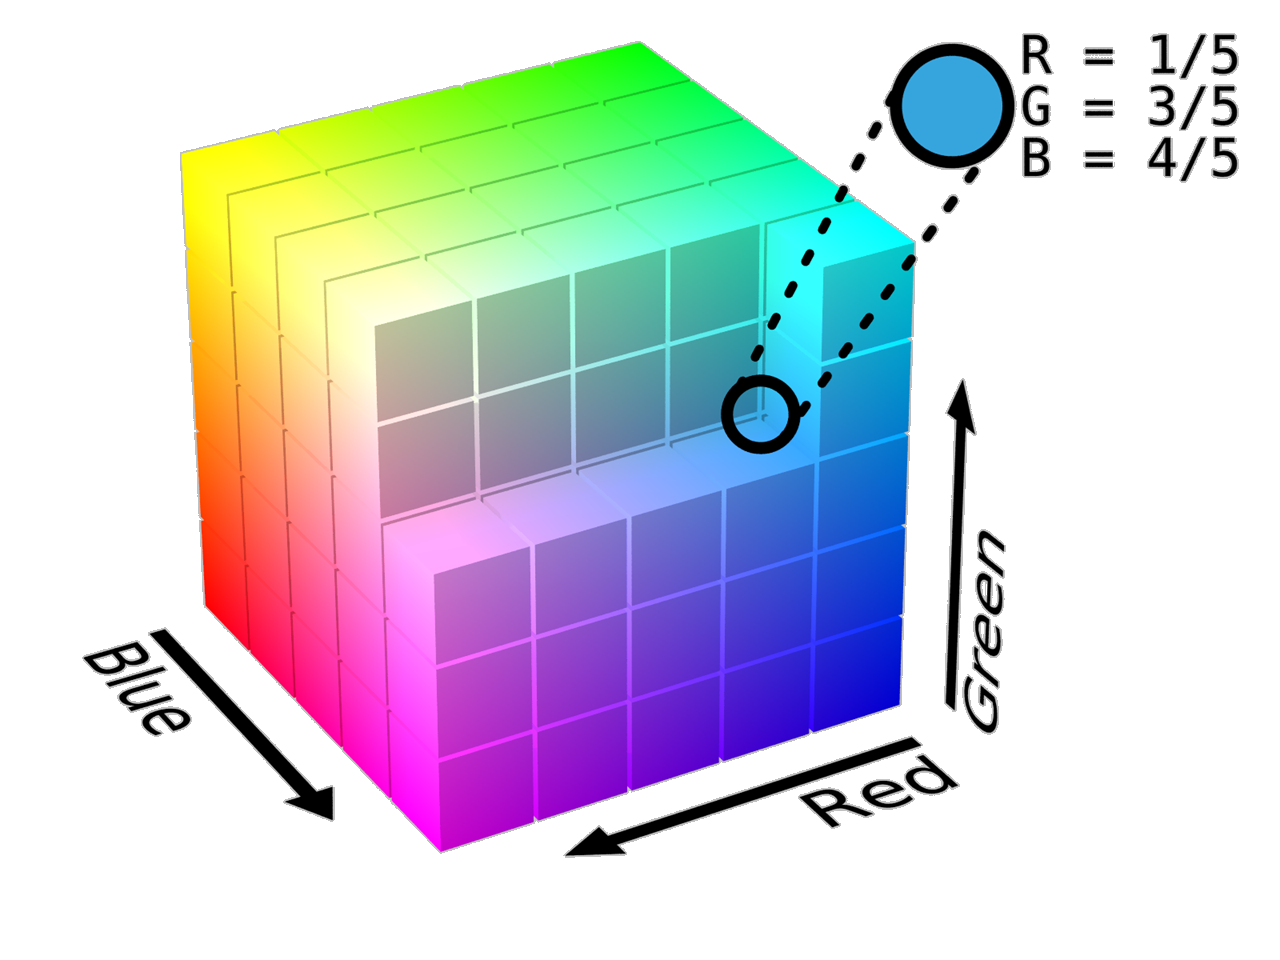 R = 1/5
G = 3/5
B = 4/5
Green
Blue
Red